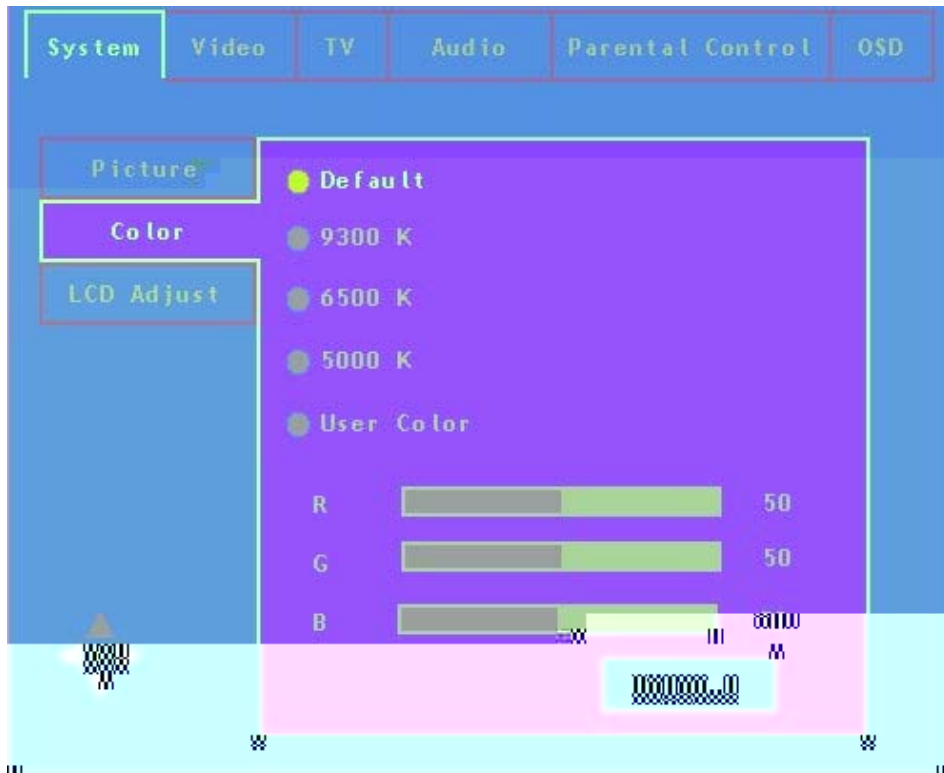 System Video TV Audio Parental Control OSD
Picture
Color
LCD Adjust
Default
9300 K
6500 K
5000 K
User Color
R 50
G 50
B